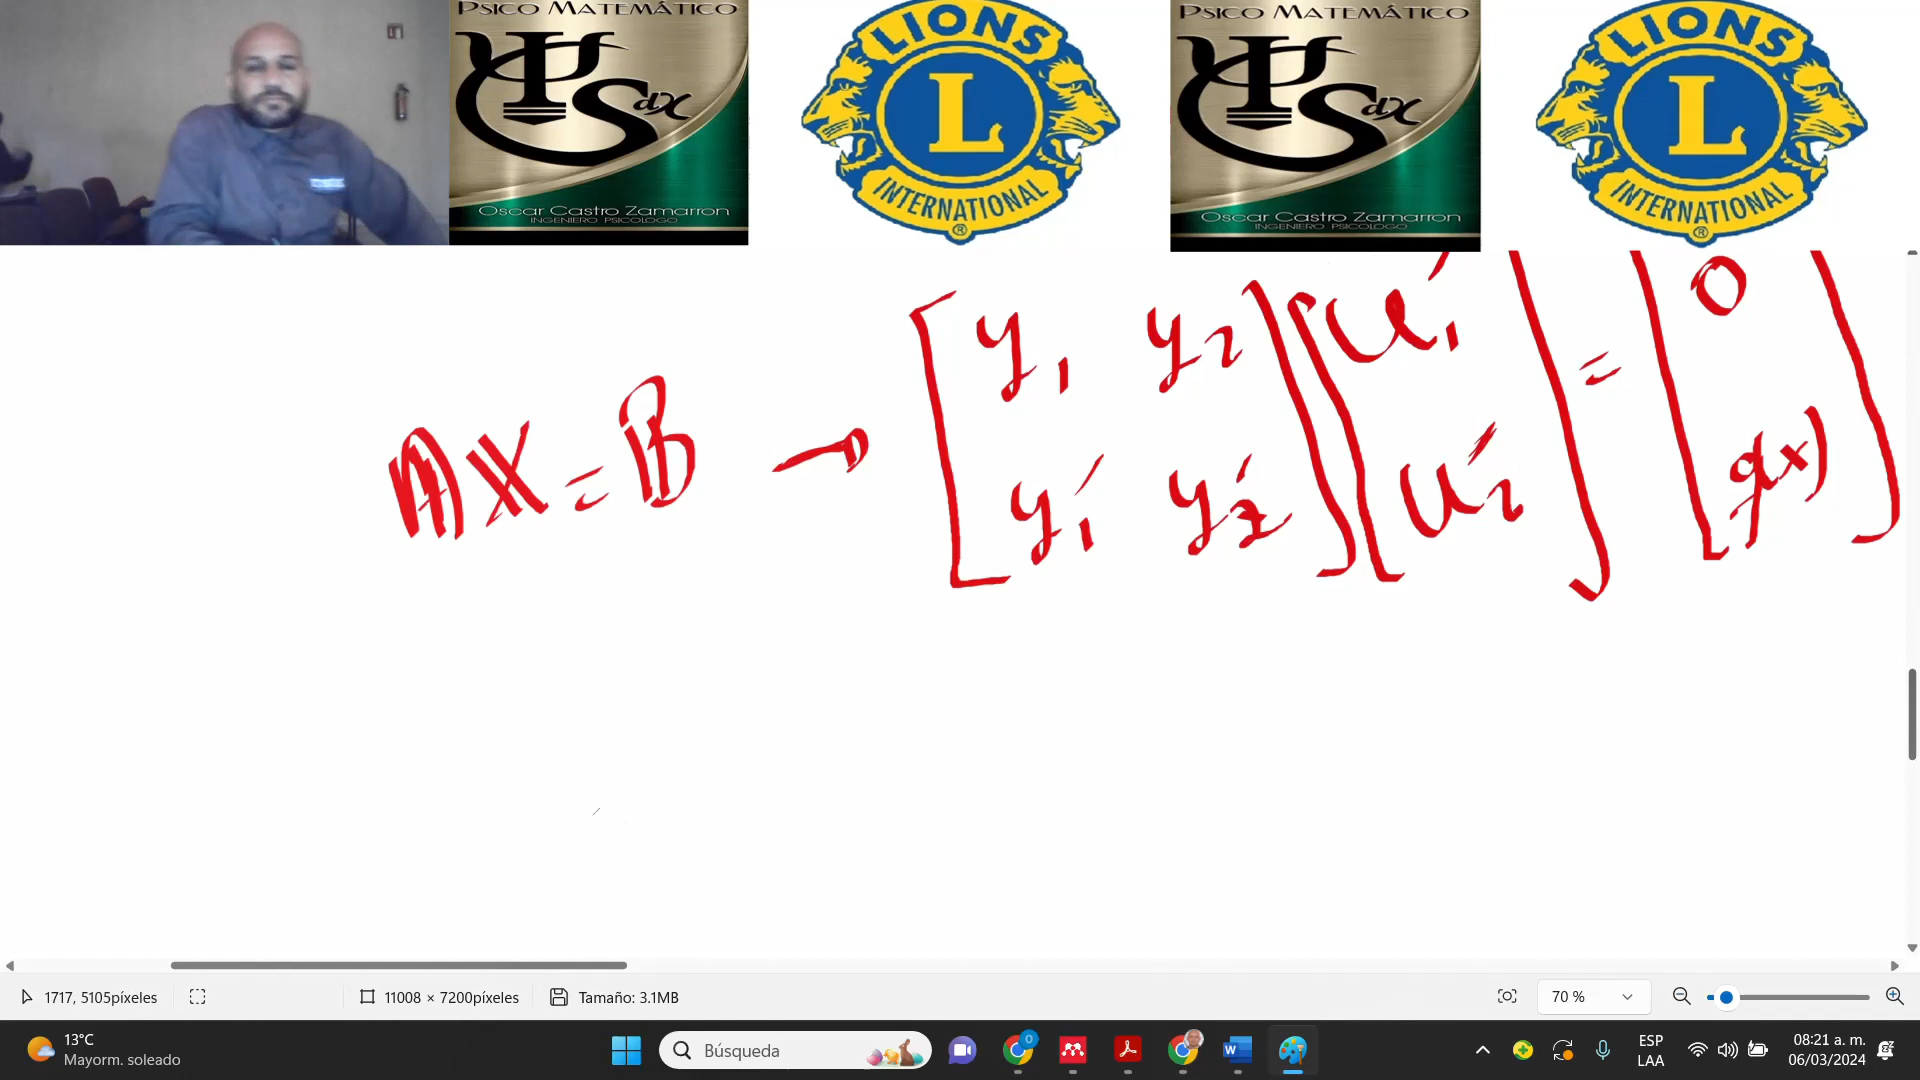 PSICO MATEMÁTICO
dx
Oscar Castro Zamarron
INGENIERO PSICOLOGO
LIONS
L
INTERNATIONAL
®
PSICO MATEMÁTICO
dx
Oscar Castro Zamarron
INGENIERO PSICOLOGO
LIONS
L
INTERNATIONAL
®
AX = B → [y₁ y₂] [u₁'] = [0]
[y₁' y₂'] [u₂'] [g(x)]
1717, 5105píxeles
11008 × 7200píxeles
Tamaño: 3.1MB
70 %
13°C
Mayorm. soleado
Búsqueda
ESP
LAA
08:21 a. m.
06/03/2024